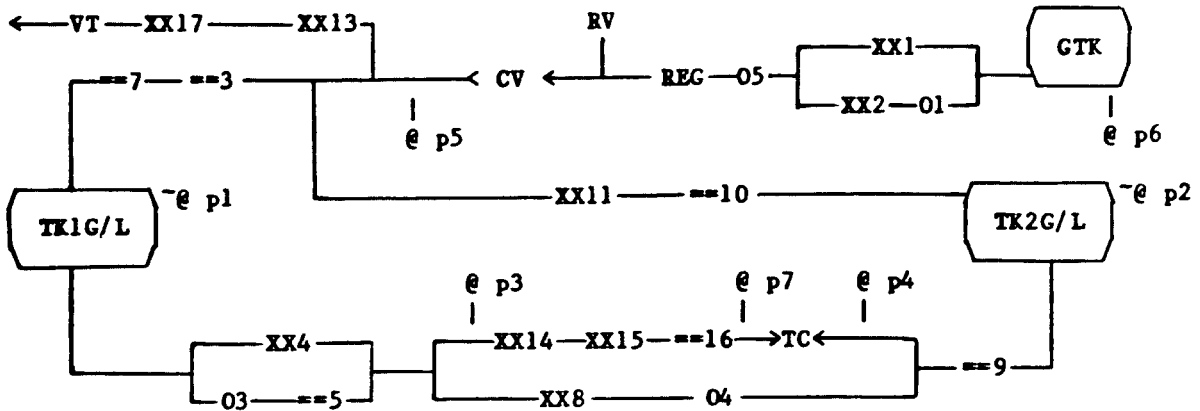 VT XX17 XX13 RV XX1 GTK
==7 ==3 CV REG O5
XX2 O1
@ p5 @ p6
TK1G/L ~@ p1 XX11 ==10 TK2G/L ~@ p2
@ p3 @ p7 @ p4
XX4 XX14 XX15 ==16 TC
==9
O3 ==5 XX8 O4